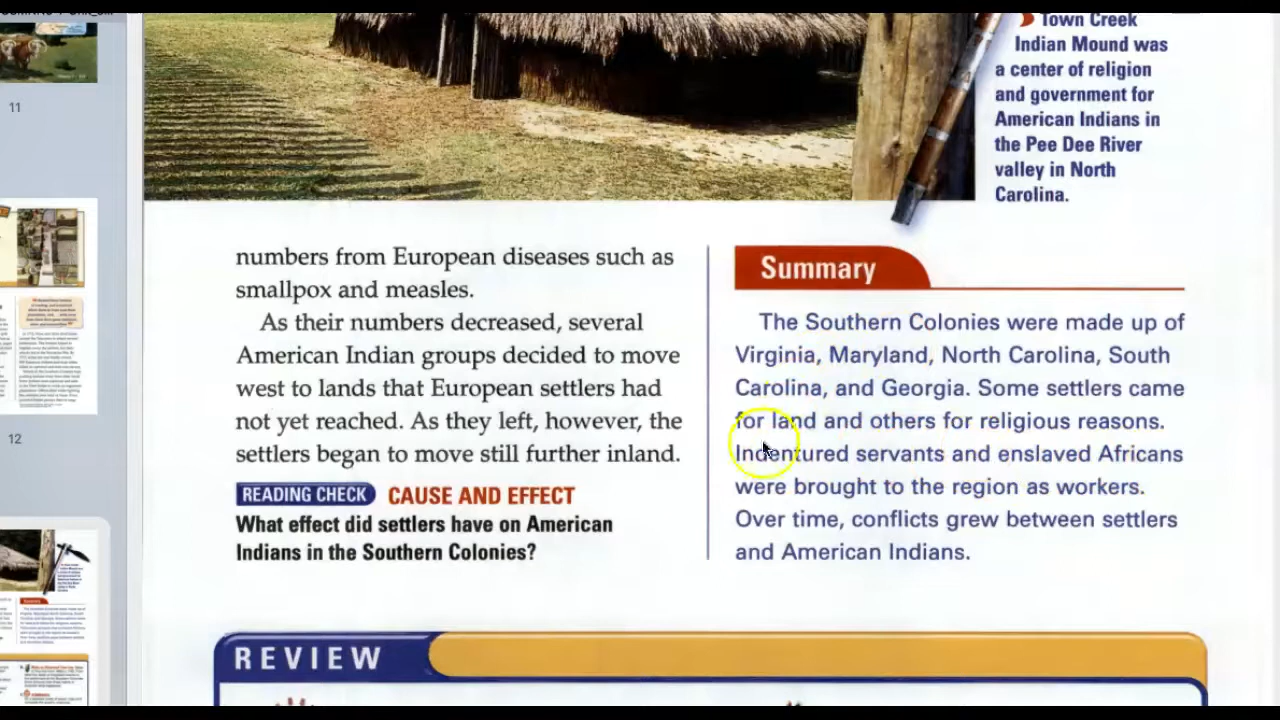 11
12
Town Creek
Indian Mound was
a center of religion
and government for
American Indians in
the Pee Dee River
valley in North
Carolina.
numbers from European diseases such as
smallpox and measles.
As their numbers decreased, several
American Indian groups decided to move
west to lands that European settlers had
not yet reached. As they left, however, the
settlers began to move still further inland.
READING CHECK CAUSE AND EFFECT
What effect did settlers have on American
Indians in the Southern Colonies?
Summary
The Southern Colonies were made up of
Virginia, Maryland, North Carolina, South
Carolina, and Georgia. Some settlers came
for land and others for religious reasons.
Indentured servants and enslaved Africans
were brought to the region as workers.
Over time, conflicts grew between settlers
and American Indians.
REVIEW